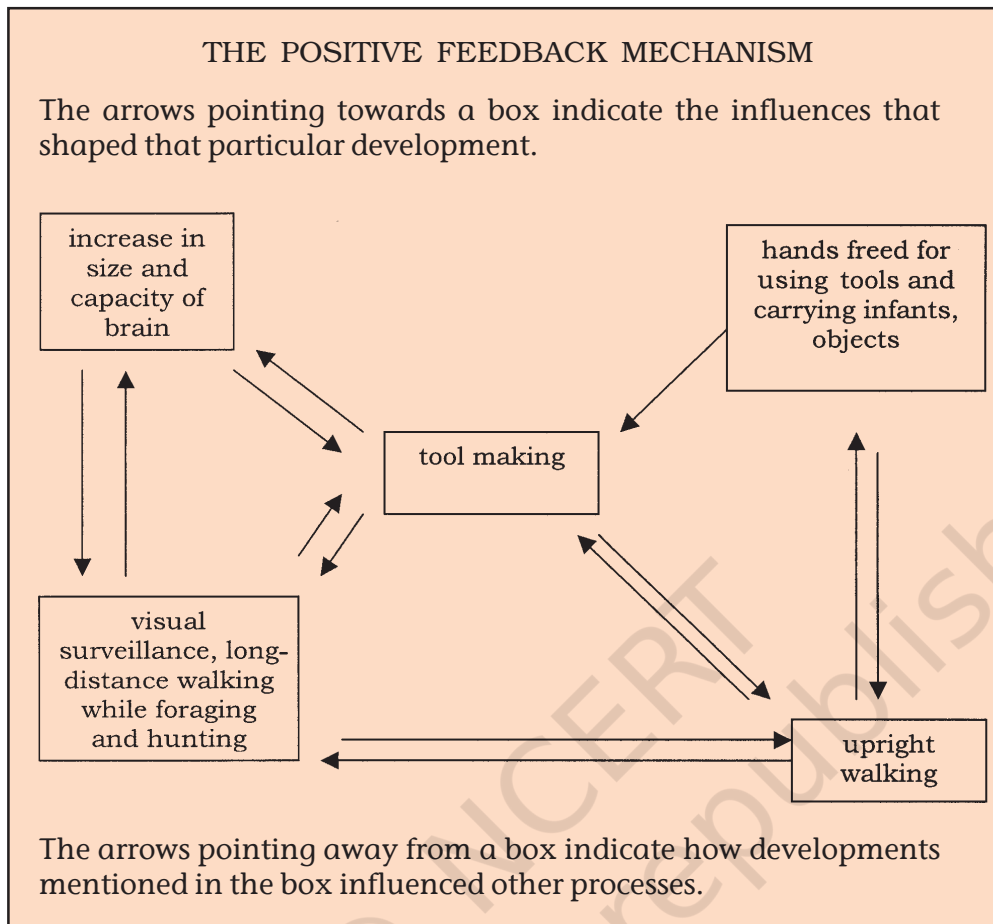 THE POSITIVE FEEDBACK MECHANISM
The arrows pointing towards a box indicate the influences that
shaped that particular development.
increase in
size and
capacity of
brain
hands freed for
using tools and
carrying infants,
objects
tool making
visual
surveillance, long-
distance walking
while foraging
and hunting
upright
walking
The arrows pointing away from a box indicate how developments
mentioned in the box influenced other processes.
© NCERT
republish